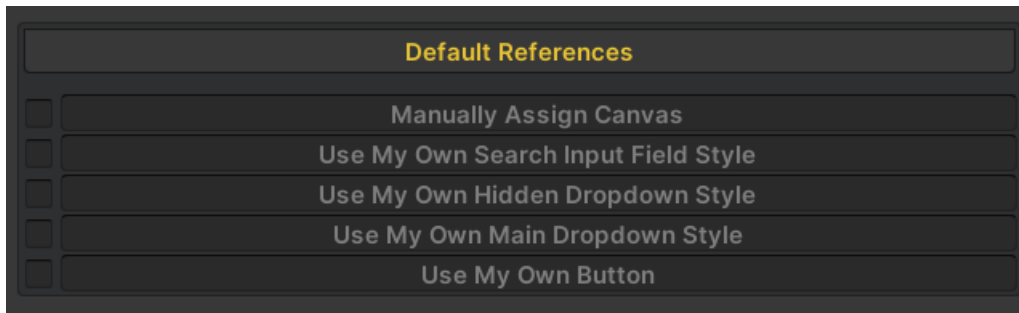 Default References
Manually Assign Canvas
Use My Own Search Input Field Style
Use My Own Hidden Dropdown Style
Use My Own Main Dropdown Style
Use My Own Button